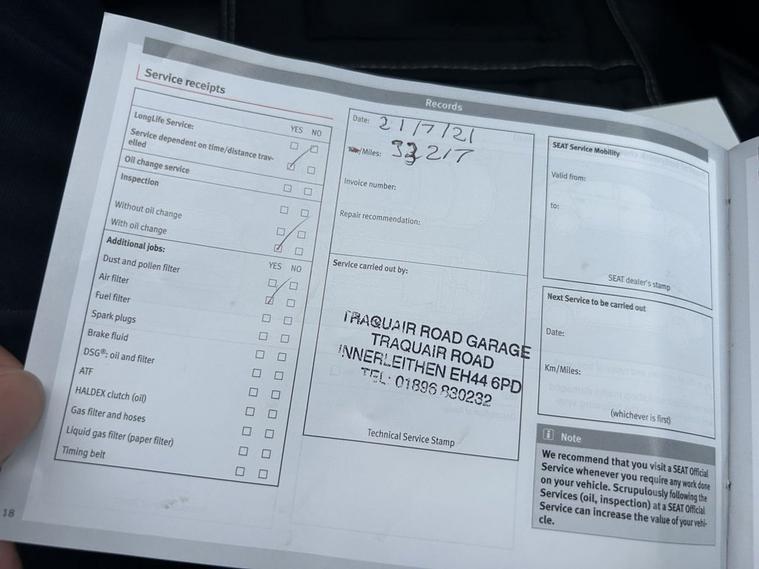 Records
Service receipts
YES NO
LongLife Service:
Service dependent on time/distance trav-
elled
Oil change service
Inspection
Without oil change
With oil change
Additional jobs:
YES NO
Dust and pollen filter
Air filter
Fuel filter
Spark plugs
Brake fluid
DSG®: oil and filter
ATF
HALDEX clutch (oil)
Gas filter and hoses
Liquid gas filter (paper filter)
Timing belt
18
Date: 21/7/21
/Miles: 33217
Invoice number:
Repair recommendation:
Service carried out by:
TRAQUAIR ROAD GARAGE
TRAQUAIR ROAD
INNERLEITHEN EH44 6PD
TEL: 01896 830232
Technical Service Stamp
SEAT Service Mobility
Valid from:
to:
SEAT dealer's stamp
Next Service to be carried out
Date:
Km/Miles:
(whichever is first)
i Note
We recommend that you visit a SEAT Official
Service whenever you require any work done
on your vehicle. Scrupulously following the
Services (oil, inspection) at a SEAT Official
Service can increase the value of your vehi-
cle.